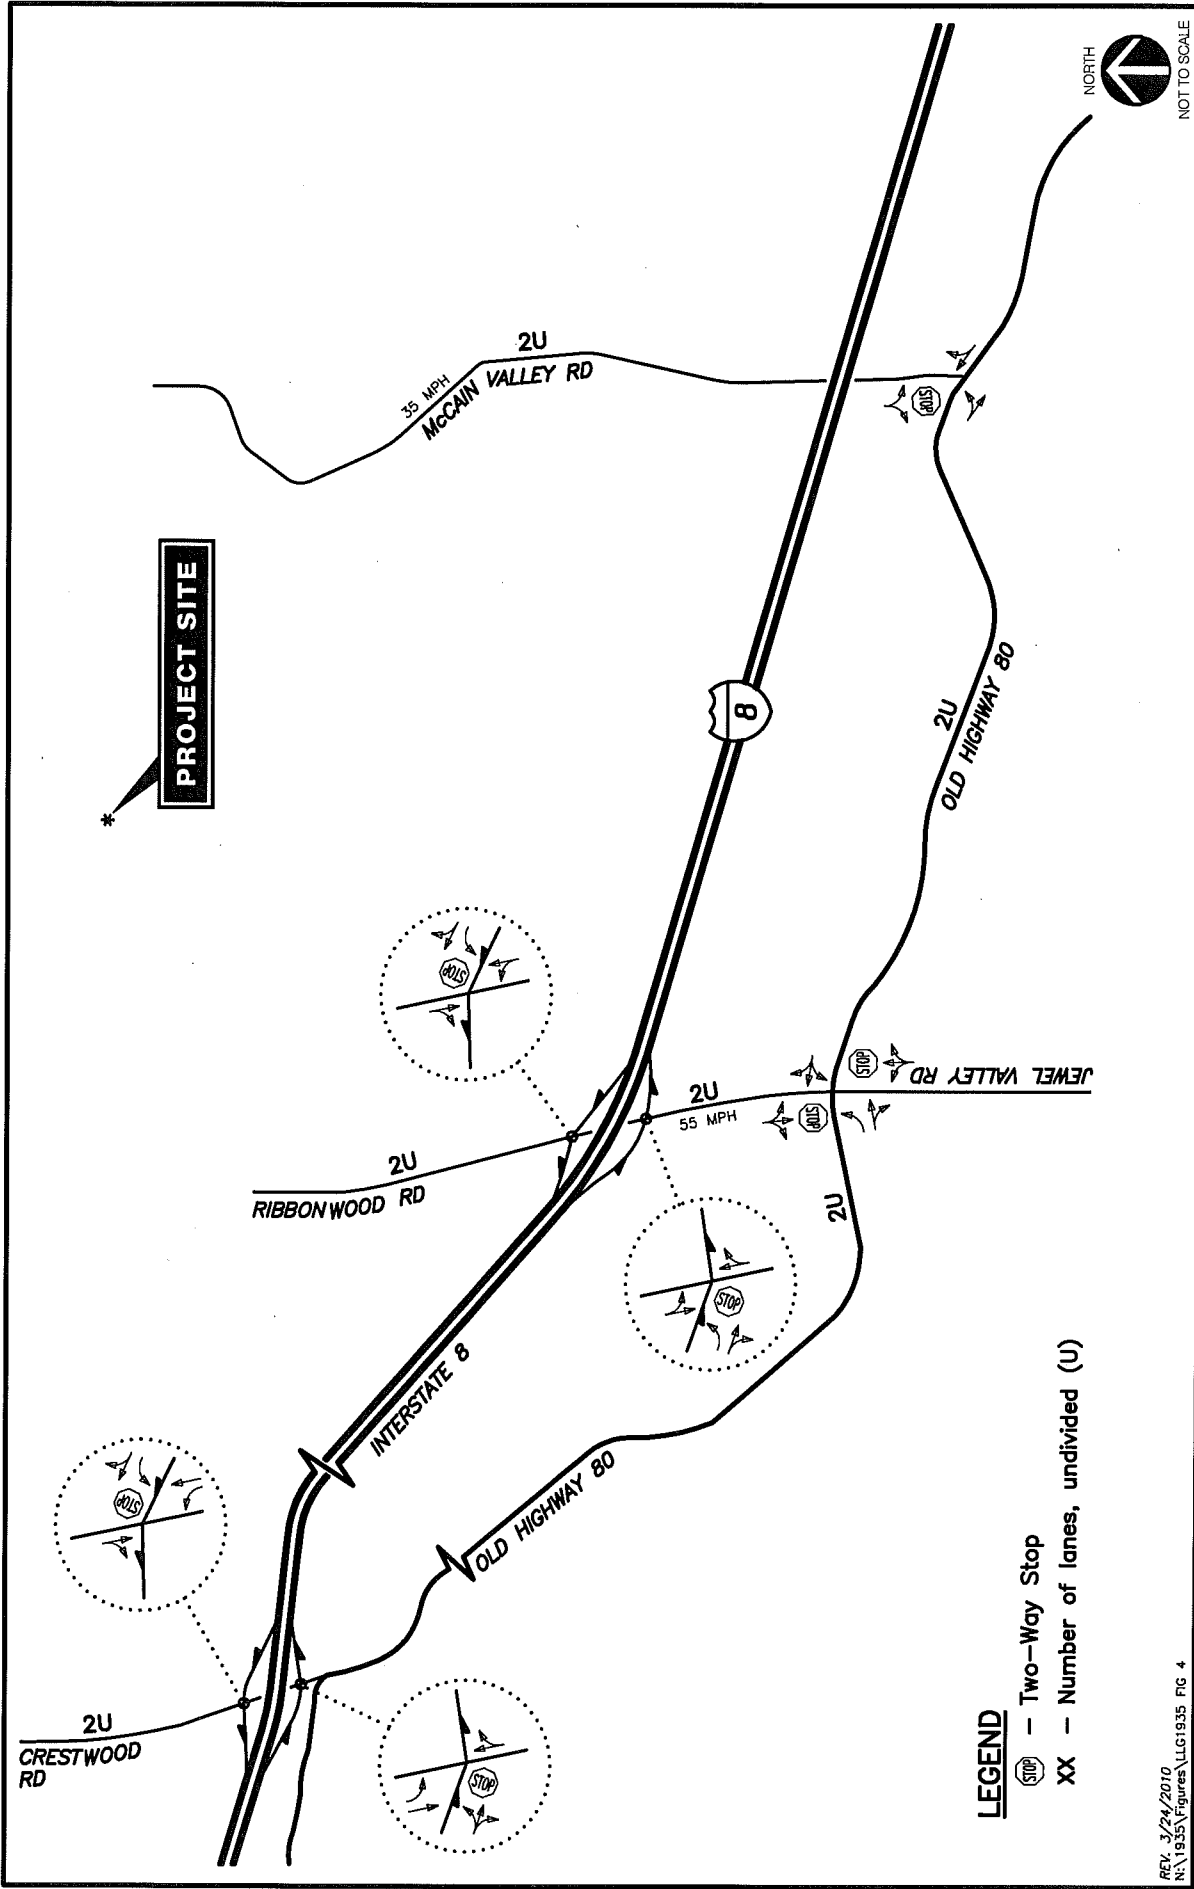 NORTH
NOT TO SCALE
PROJECT SITE
CRESTWOOD
RD
2U
RIBBONWOOD RD
2U
35 MPH
McCAIN VALLEY RD
2U
INTERSTATE 8
8
2U
55 MPH
JEWEL VALLEY RD
OLD HIGHWAY 80
2U
2U
OLD HIGHWAY 80
STOP
STOP
STOP
STOP
STOP
STOP
STOP
LEGEND
STOP - Two-Way Stop
XX - Number of lanes, undivided (U)
REV. 3/24/2010
N:\1935\Figures\LLG1935 FIG 4